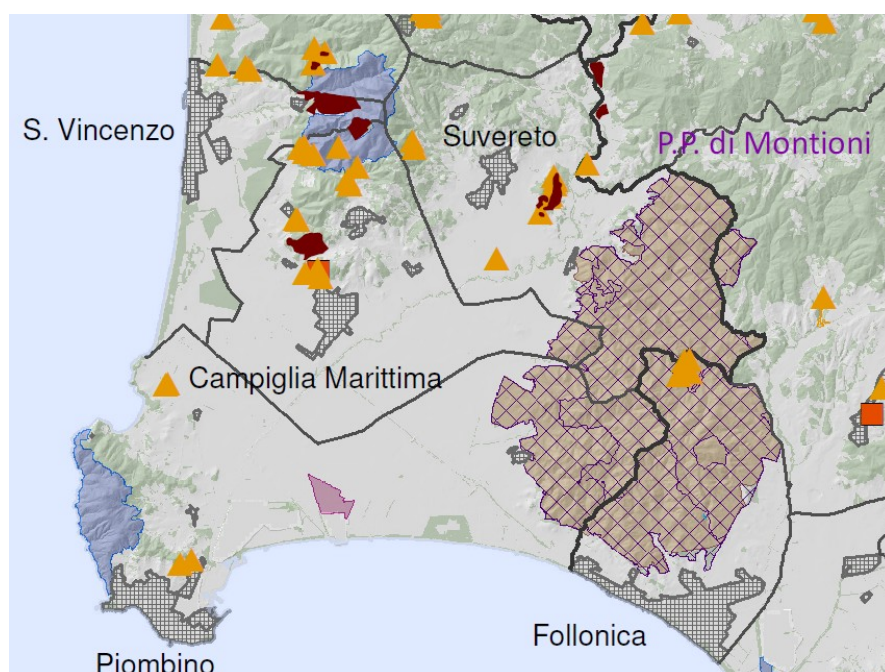 S. Vincenzo
Suvereto
P.P. di Montioni
Campiglia Marittima
Follonica
Piombino